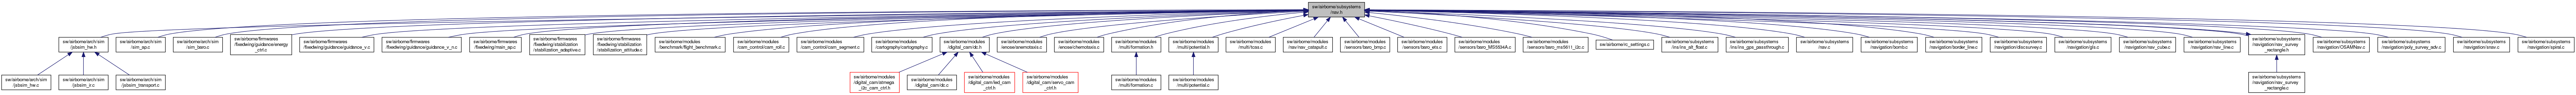 sw/airborne/subsystems
/nav.h
sw/airborne/arch/sim
/jsbsim_hw.h
sw/airborne/arch/sim
/sim_ap.c
sw/airborne/arch/sim
/sim_baro.c
sw/airborne/firmwares
/fixedwing/guidance/energy
_ctrl.c
sw/airborne/firmwares
/fixedwing/guidance/guidance_v.c
sw/airborne/firmwares
/fixedwing/guidance/guidance_v_n.c
sw/airborne/firmwares
/fixedwing/main_ap.c
sw/airborne/firmwares
/fixedwing/stabilization
/stabilization_adaptive.c
sw/airborne/firmwares
/fixedwing/stabilization
/stabilization_attitude.c
sw/airborne/modules
/benchmark/flight_benchmark.c
sw/airborne/modules
/cam_control/cam_roll.c
sw/airborne/modules
/cam_control/cam_segment.c
sw/airborne/modules
/cartography/cartography.c
sw/airborne/modules
/digital_cam/dc.h
sw/airborne/modules
/enose/anemotaxis.c
sw/airborne/modules
/enose/chemotaxis.c
sw/airborne/modules
/multi/formation.h
sw/airborne/modules
/multi/potential.h
sw/airborne/modules
/multi/tcas.c
sw/airborne/modules
/nav/nav_catapult.c
sw/airborne/modules
/sensors/baro_bmp.c
sw/airborne/modules
/sensors/baro_ets.c
sw/airborne/modules
/sensors/baro_MS5534A.c
sw/airborne/modules
/sensors/baro_ms5611_i2c.c
sw/airborne/rc_settings.c
sw/airborne/subsystems
/ins/ins_alt_float.c
sw/airborne/subsystems
/ins/ins_gps_passthrough.c
sw/airborne/subsystems
/nav.c
sw/airborne/subsystems
/navigation/bomb.c
sw/airborne/subsystems
/navigation/border_line.c
sw/airborne/subsystems
/navigation/discsurvey.c
sw/airborne/subsystems
/navigation/gls.c
sw/airborne/subsystems
/navigation/nav_cube.c
sw/airborne/subsystems
/navigation/nav_line.c
sw/airborne/subsystems
/navigation/nav_survey
_rectangle.h
sw/airborne/subsystems
/navigation/OSAMNav.c
sw/airborne/subsystems
/navigation/poly_survey_adv.c
sw/airborne/subsystems
/navigation/snav.c
sw/airborne/subsystems
/navigation/spiral.c
sw/airborne/arch/sim
/jsbsim_hw.c
sw/airborne/arch/sim
/jsbsim_ir.c
sw/airborne/arch/sim
/jsbsim_transport.c
sw/airborne/modules
/digital_cam/atmega
_i2c_cam_ctrl.h
sw/airborne/modules
/digital_cam/dc.c
sw/airborne/modules
/digital_cam/led_cam
_ctrl.h
sw/airborne/modules
/digital_cam/servo_cam
_ctrl.h
sw/airborne/modules
/multi/formation.c
sw/airborne/modules
/multi/potential.c
sw/airborne/subsystems
/navigation/nav_survey
_rectangle.c